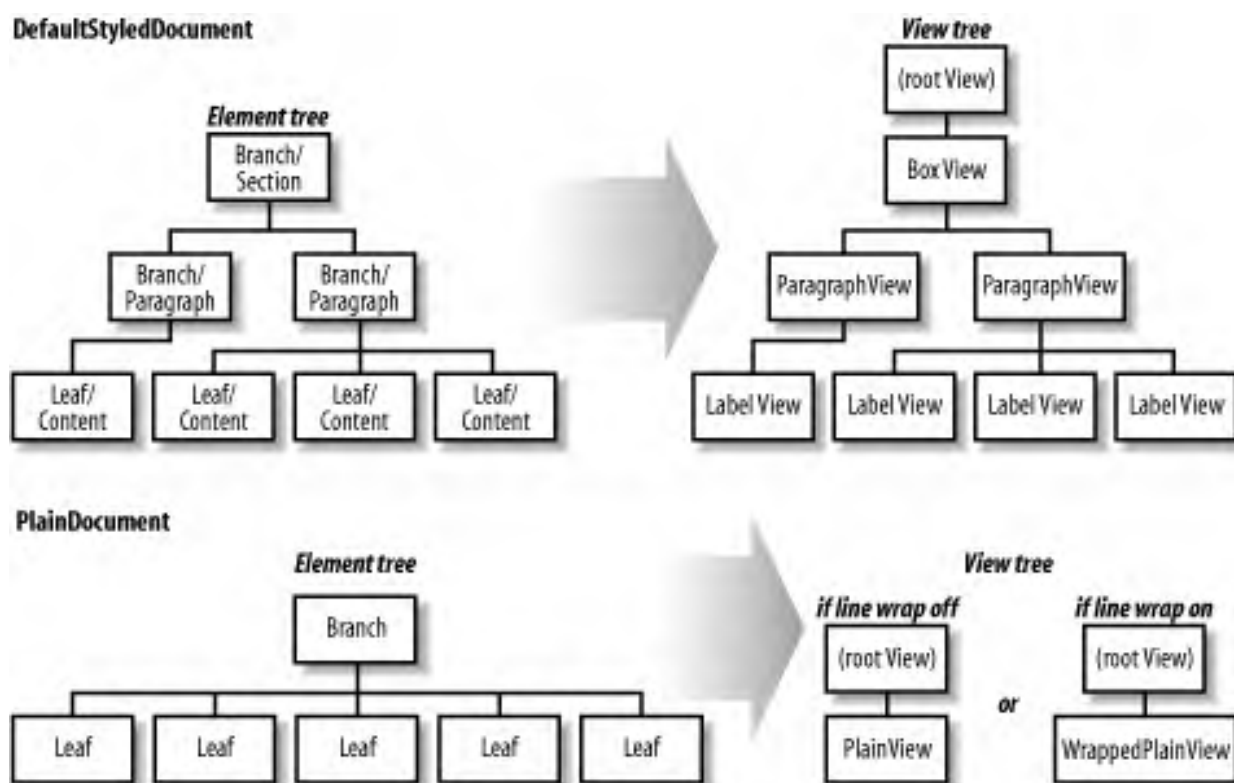 DefaultStyledDocument
Element tree
Branch/
Section
Branch/
Paragraph
Branch/
Paragraph
Leaf/
Content
Leaf/
Content
Leaf/
Content
Leaf/
Content
View tree
(root View)
Box View
ParagraphView
ParagraphView
Label View
Label View
Label View
Label View
PlainDocument
Element tree
Branch
Leaf
Leaf
Leaf
Leaf
Leaf
View tree
if line wrap off
(root View)
PlainView
or
if line wrap on
(root View)
WrappedPlainView